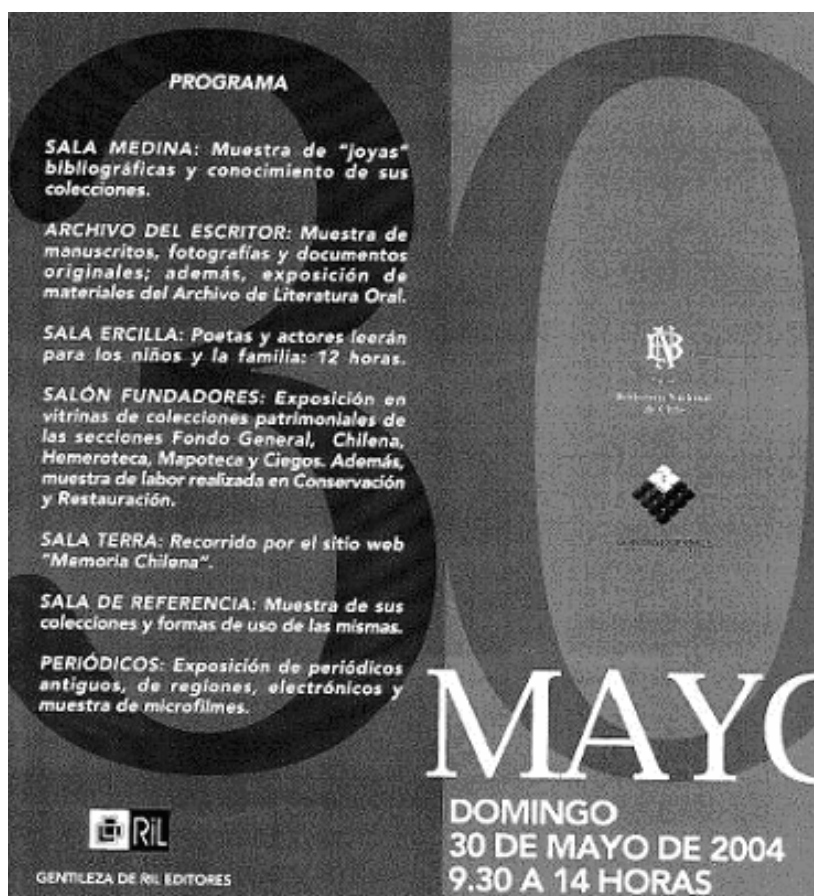 PROGRAMA
SALA MEDINA: Muestra de "joyas"
bibliográficas y conocimiento de sus
colecciones.
ARCHIVO DEL ESCRITOR: Muestra de
manuscritos, fotografías y documentos
originales; además, exposición de
materiales del Archivo de Literatura Oral.
SALA ERCILLA: Poetas y actores leerán
para los niños y la familia: 12 horas.
SALÓN FUNDADORES: Exposición en
vitrinas de colecciones patrimoniales de
las secciones Fondo General, Chilena,
Hemeroteca, Mapoteca y Ciegos. Además,
muestra de labor realizada en Conservación
y Restauración.
SALA TERRA: Recorrido por el sitio web
"Memoria Chilena".
SALA DE REFERENCIA: Muestra de sus
colecciones y formas de uso de las mismas.
PERIÓDICOS: Exposición de periódicos
antiguos, de regiones, electrónicos y
muestra de microfilmes.
RiL
GENTILEZA DE RIL EDITORES
30
Biblioteca Nacional
de Chile
MAYO
DOMINGO
30 DE MAYO DE 2004
9.30 A 14 HORAS